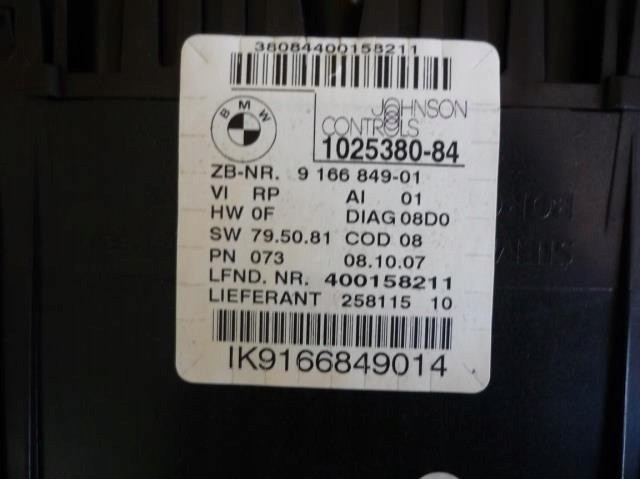 38084400158211
BMW
JOHNSON
CONTROLS
1025380-84
ZB-NR. 9 166 849-01
VI RP AI 01
HW 0F DIAG 08D0
SW 79.50.81 COD 08
PN 073 08.10.07
LFND. NR. 400158211
LIEFERANT 258115 10
IK9166849014